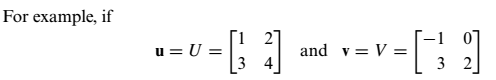 For example, if
u = U = [1 2; 3 4] and v = V = [−1 0; 3 2]